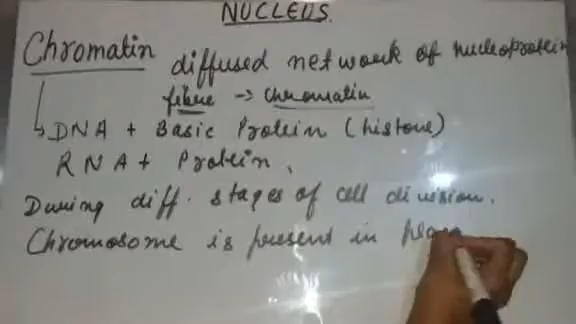 NUCLEUS.
Chromatin diffused network of nucleoprotein
fibre -> chromatin
DNA + Basic Protein (histone)
RNA + Protein.
During diff. stages of cell division.
Chromosome is present in